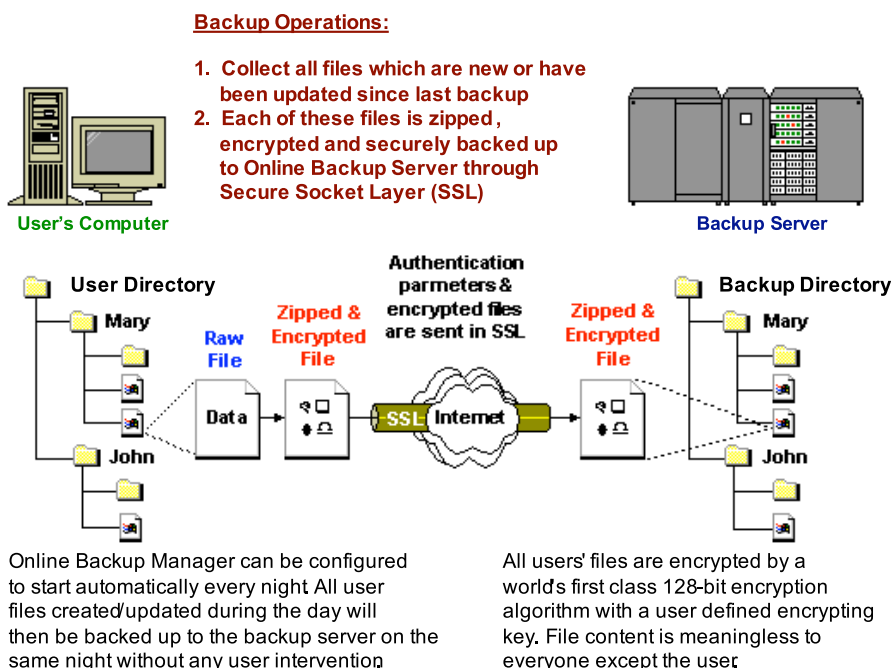 Backup Operations:
1. Collect all files which are new or have
been updated since last backup
2. Each of these files is zipped,
encrypted and securely backed up
to Online Backup Server through
Secure Socket Layer (SSL)
User's Computer
Backup Server
User Directory
Authentication
parmeters &
encrypted files
are sent in SSL
Backup Directory
Mary
Raw
File
Zipped &
Encrypted
File
Zipped &
Encrypted
File
Mary
Data
SSL
Internet
John
John
Online Backup Manager can be configured
to start automatically every night. All user
files created/updated during the day will
then be backed up to the backup server on the
same night without any user intervention.
All users' files are encrypted by a
world's first class 128-bit encryption
algorithm with a user defined encrypting
key. File content is meaningless to
everyone except the user.